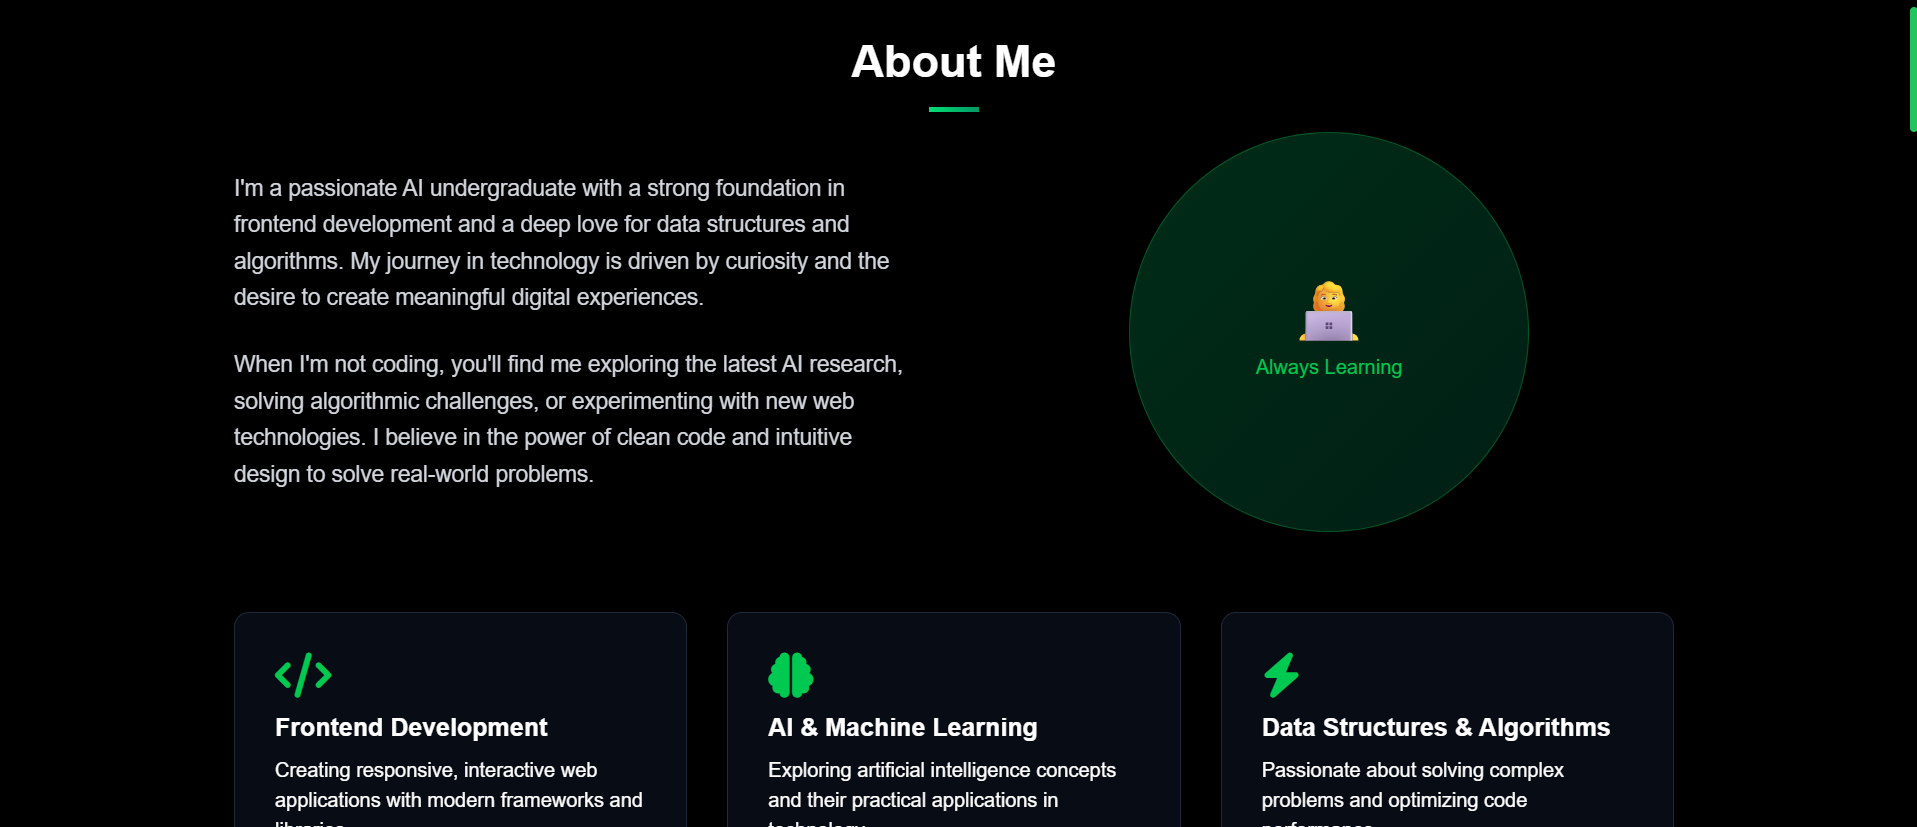 About Me
I'm a passionate AI undergraduate with a strong foundation in
frontend development and a deep love for data structures and
algorithms. My journey in technology is driven by curiosity and the
desire to create meaningful digital experiences.
When I'm not coding, you'll find me exploring the latest AI research,
solving algorithmic challenges, or experimenting with new web
technologies. I believe in the power of clean code and intuitive
design to solve real-world problems.
Always Learning
Frontend Development
Creating responsive, interactive web
applications with modern frameworks and
AI & Machine Learning
Exploring artificial intelligence concepts
and their practical applications in
Data Structures & Algorithms
Passionate about solving complex
problems and optimizing code